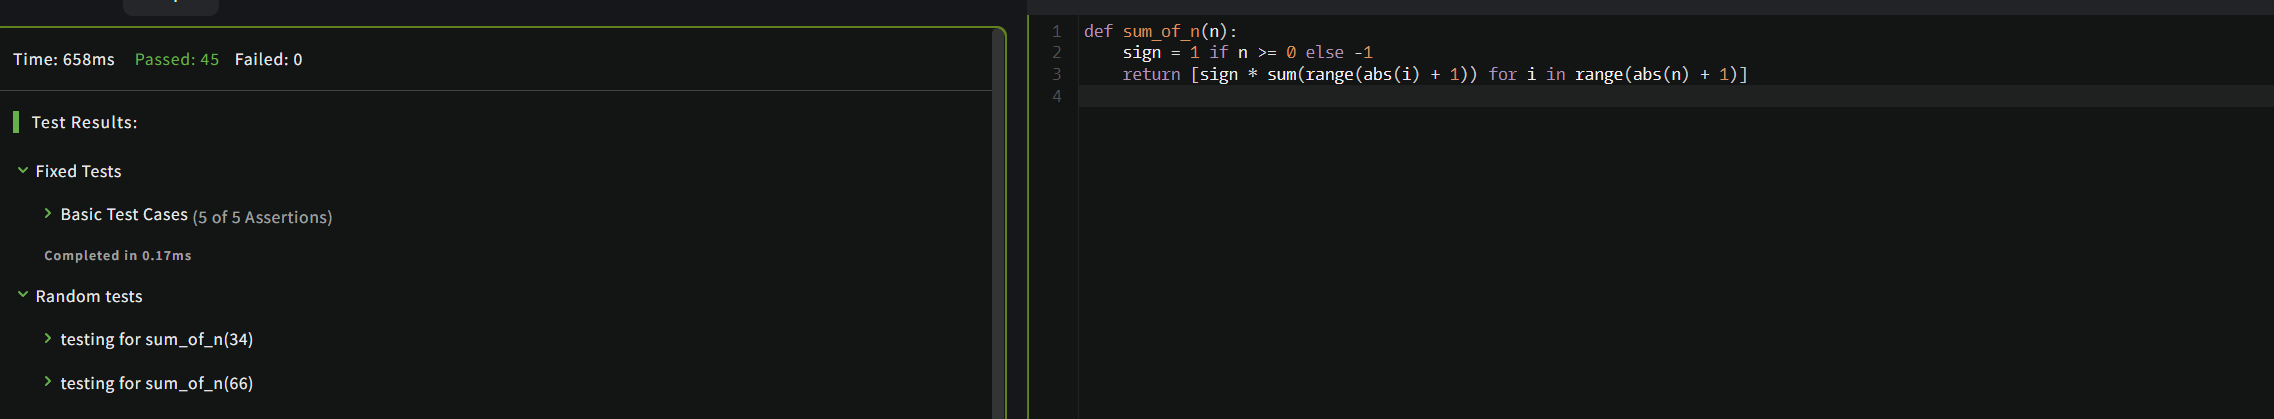 Time: 658ms Passed: 45 Failed: 0
Test Results:
Fixed Tests
Basic Test Cases (5 of 5 Assertions)
Completed in 0.17ms
Random tests
testing for sum_of_n(34)
testing for sum_of_n(66)
1 def sum_of_n(n):
2     sign = 1 if n >= 0 else -1
3     return [sign * sum(range(abs(i) + 1)) for i in range(abs(n) + 1)]
4